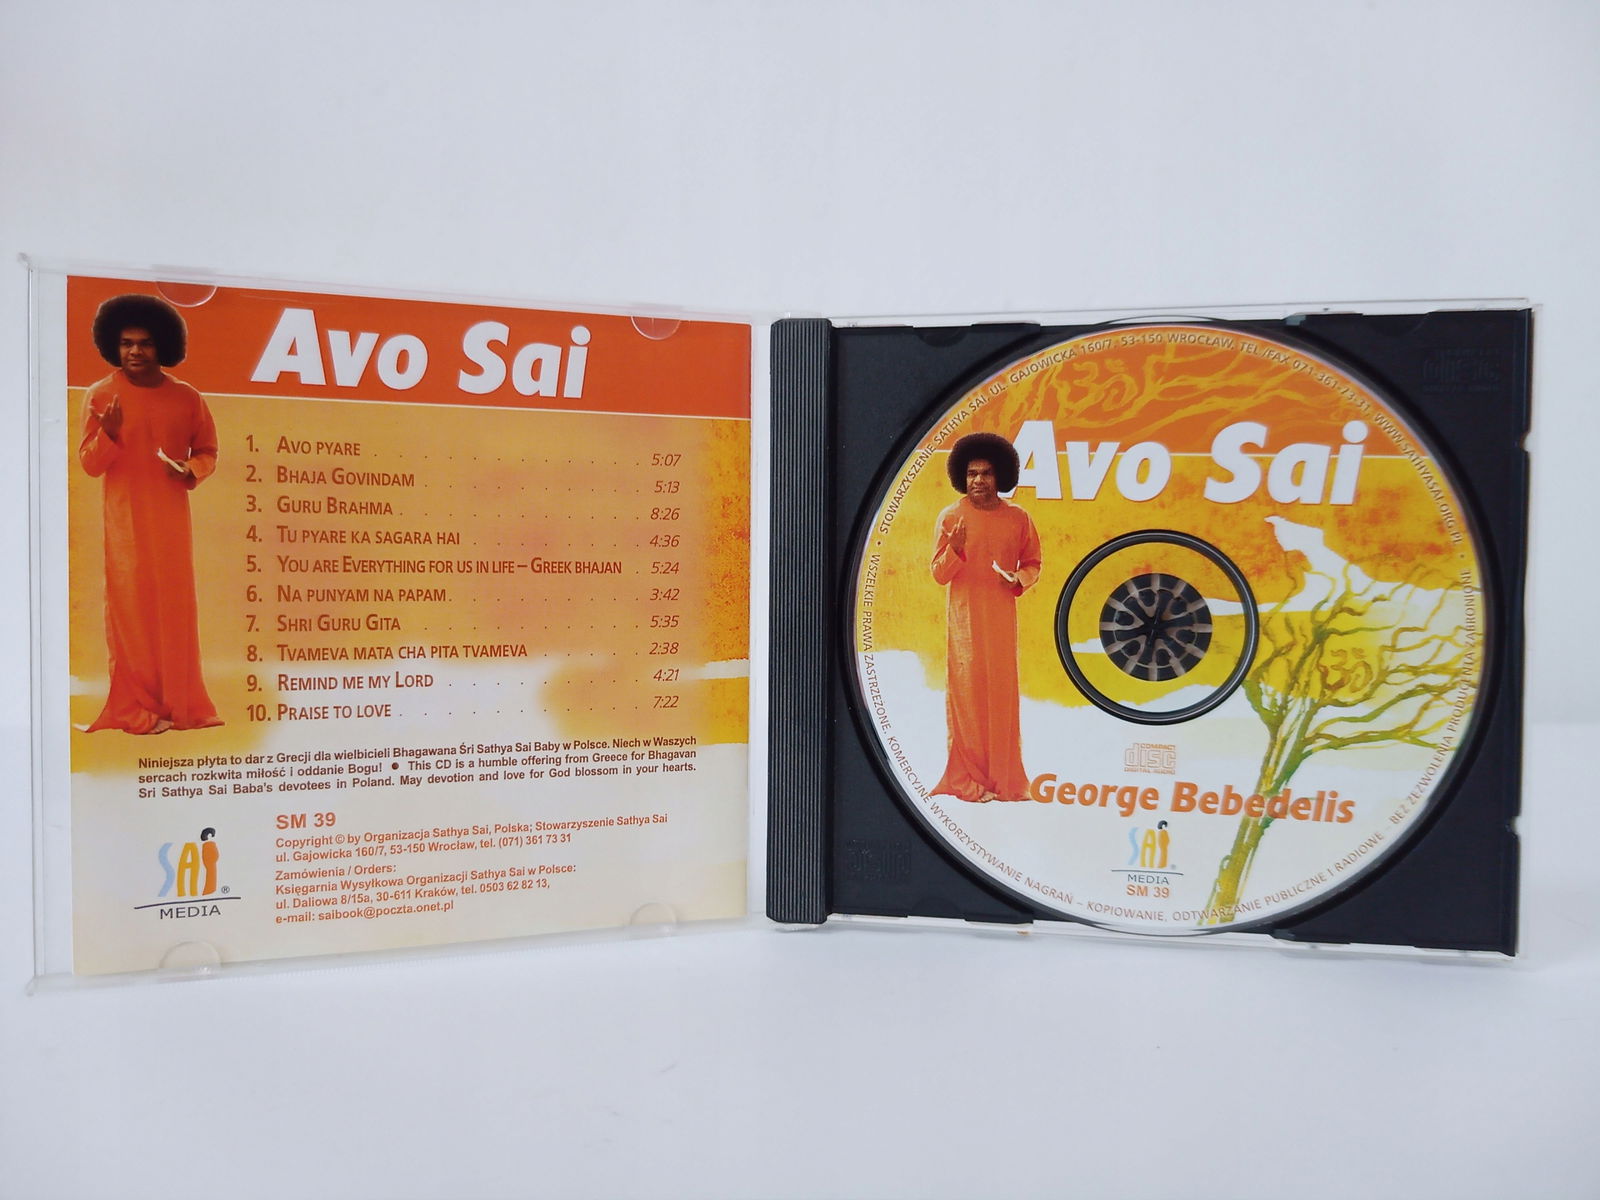 Avo Sai
1. AVO PYARE . . . . . . . . . . . . 5:07
2. BHAJA GOVINDAM . . . . . . . . . . 5:13
3. GURU BRAHMA . . . . . . . . . . . 8:26
4. TU PYARE KA SAGARA HAI . . . . . . . . 4:36
5. YOU ARE EVERYTHING FOR US IN LIFE – GREEK BHAJAN . 5:24
6. NA PUNYAM NA PAPAM . . . . . . . . . 3:42
7. SHRI GURU GITA . . . . . . . . . . . 5:35
8. TVAMEVA MATA CHA PITA TVAMEVA . . . . . 2:38
9. REMIND ME MY LORD . . . . . . . . . 4:21
10. PRAISE TO LOVE . . . . . . . . . . . 7:22
Niniejsza płyta to dar z Grecji dla wielbicieli Bhagawana Śri Sathya Sai Baby w Polsce. Niech w Waszych
sercach rozkwita miłość i oddanie Bogu! ● This CD is a humble offering from Greece for Bhagavan
Sri Sathya Sai Baba's devotees in Poland. May devotion and love for God blossom in your hearts.
SM 39
Copyright © by Organizacja Sathya Sai, Polska; Stowarzyszenie Sathya Sai
ul. Gajowicka 160/7, 53-150 Wrocław, tel. (071) 361 73 31
Zamówienia / Orders:
Księgarnia Wysyłkowa Organizacji Sathya Sai w Polsce:
ul. Daliowa 8/15a, 30-611 Kraków, tel. 0503 62 82 13,
e-mail: saibook@poczta.onet.pl
SAI ®
MEDIA
• STOWARZYSZENIE SATHYA SAI, UL. GAJOWICKA 160/7, 53-150 WROCŁAW, TEL./FAX 071-361-73-31, WWW.SATHYASAI.ORG.PL •
WSZELKIE PRAWA ZASTRZEŻONE. KOMERCYJNE WYKORZYSTYWANIE NAGRAŃ – KOPIOWANIE, ODTWARZANIE PUBLICZNE I RADIOWE – BEZ ZEZWOLENIA PRODUCENTA ZABRONIONE
Avo Sai
COMPACT
disc
DIGITAL AUDIO
George Bebedelis
SAI ®
MEDIA
SM 39